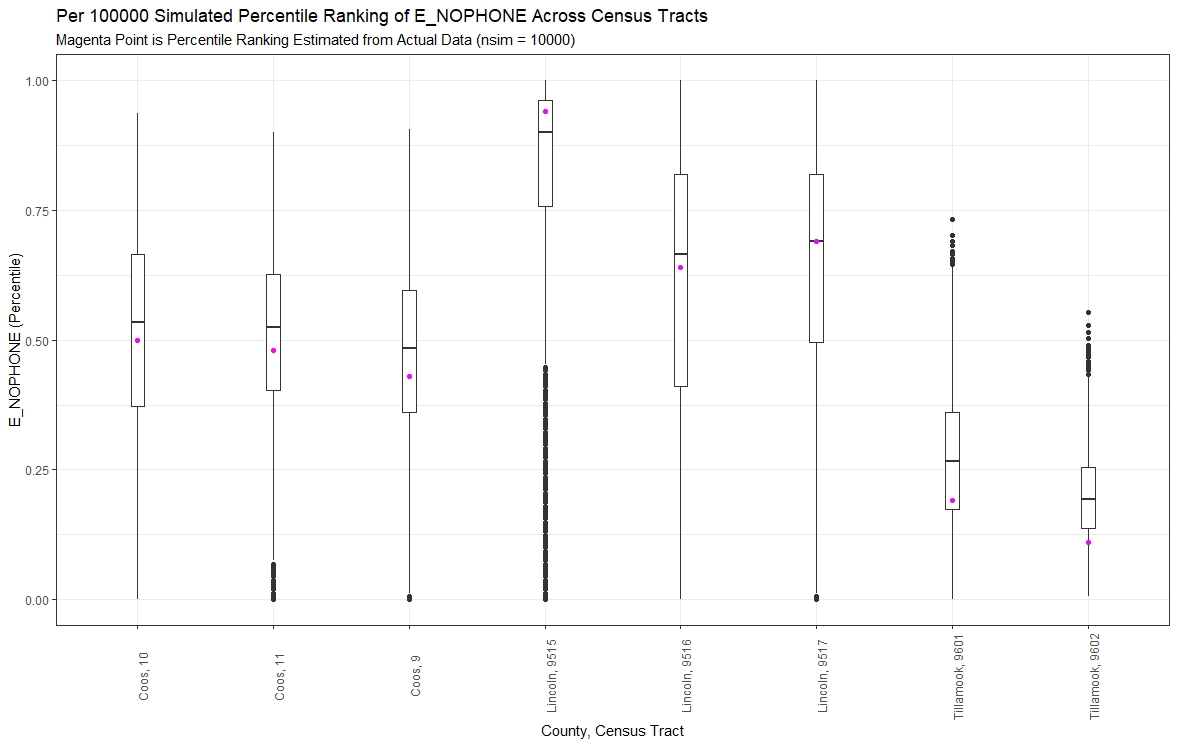 Per 100000 Simulated Percentile Ranking of E_NOPHONE Across Census Tracts
Magenta Point is Percentile Ranking Estimated from Actual Data (nsim = 10000)
E_NOPHONE (Percentile)
1.00
0.75
0.50
0.25
0.00
Coos, 10
Coos, 11
Coos, 9
Lincoln, 9515
Lincoln, 9516
Lincoln, 9517
Tillamook, 9601
Tillamook, 9602
County, Census Tract